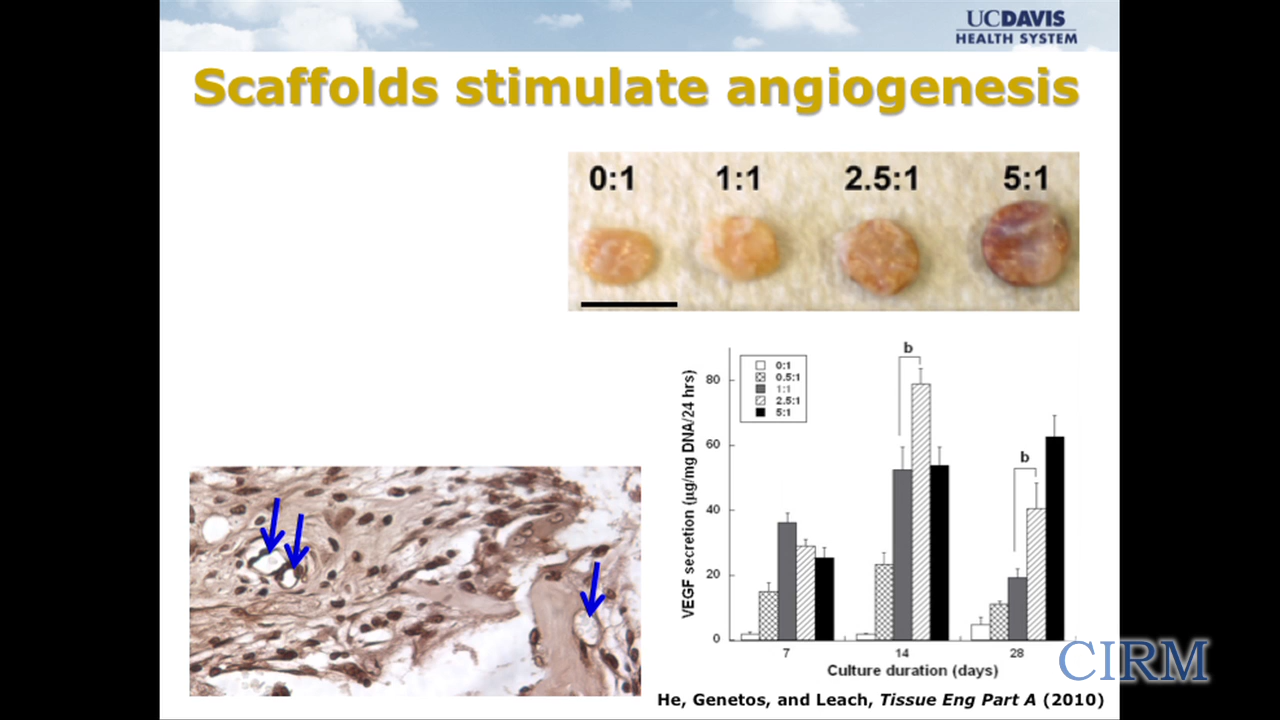 UCDAVIS
HEALTH SYSTEM
Scaffolds stimulate angiogenesis
0:1 1:1 2.5:1 5:1
b
0:1
0.5:1
1:1
2.5:1
5:1
80
60
b
40
20
0
VEGF secretion (µg/mg DNA/24 hrs)
7 14 28
Culture duration (days)
CIRM
He, Genetos, and Leach, Tissue Eng Part A (2010)